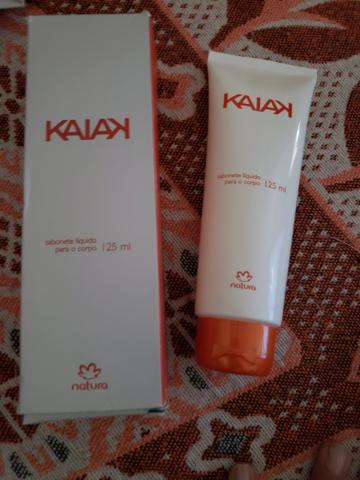 KAIAK
sabonete líquido
para o corpo 125 ml
natura
KAIAK
sabonete líquido
para o corpo 125 ml
natura